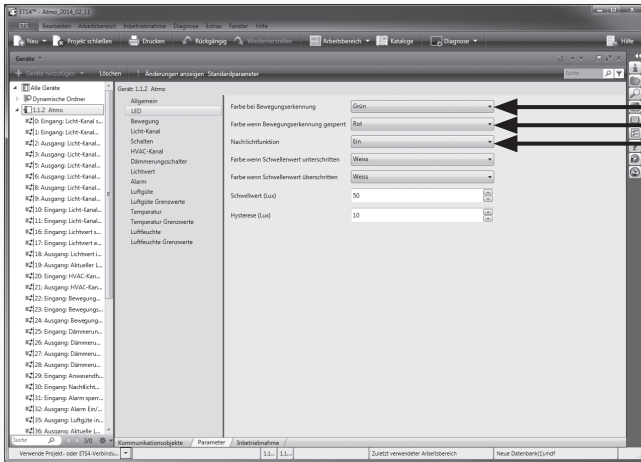 ETS4™ - Atmo_2014_02_11
ETS Bearbeiten Arbeitsbereich Inbetriebnahme Diagnose Extras Fenster Hilfe
Neu Projekt schließen Drucken Rückgängig Wiederherstellen Arbeitsbereich Kataloge Diagnose Hilfe
Geräte
Geräte Hinzufügen Löschen Änderungen anzeigen Standardparameter Suche
Alle Geräte
Dynamische Ordner
1.1.2 Atmo
0: Eingang: Licht-Kanal s...
1: Eingang: Licht-Kanal...
2: Ausgang: Licht-Kanal...
3: Ausgang: Licht-Kanal...
5: Ausgang: Licht-Kanal...
6: Ausgang: Licht-Kanal...
8: Ausgang: Licht-Kanal...
9: Ausgang: Licht-Kanal...
10: Eingang: Licht-Kanal...
11: Eingang: Licht-Kanal...
16: Eingang: Lichtwert s...
17: Eingang: Lichtwert e...
18: Ausgang: Lichtwert i...
19: Ausgang: Aktueller L...
20: Eingang: HVAC-Kan...
21: Ausgang: HVAC-Kan...
22: Eingang: Bewegung...
23: Eingang: Bewegungs...
24: Ausgang: Bewegung...
25: Eingang: Dämmerun...
26: Ausgang: Dämmeru...
27: Ausgang: Dämmeru...
28: Ausgang: Dämmeru...
29: Eingang: Anwesendh...
30: Eingang: Nachtlicht...
31: Eingang: Alarm sperr...
32: Ausgang: Alarm Ein/...
35: Ausgang: Luftgüte in...
36: Ausgang: Aktuelle L...
Suche 0/0
Gerät: 1.1.2 Atmo
Allgemein
LED
Bewegung
Licht-Kanal
Schalten
HVAC-Kanal
Dämmerungsschalter
Lichtwert
Alarm
Luftgüte
Luftgüte Grenzwerte
Temperatur
Temperatur Grenzwerte
Luftfeuchte
Luftfeuchte Grenzwerte
Farbe bei Bewegungserkennung Grün
Farbe wenn Bewegungserkennung gesperrt Rot
Nachlichtfunktion Ein
Farbe wenn Schwellenwert unterschritten Weiss
Farbe wenn Schwellenwert überschritten Weiss
Schwellwert (Lux) 50
Hysterese (Lux) 10
Kommunikationsobjekte Parameter Inbetriebnahme
Verwende Projekt- oder ETS4-Verbindu... 1.1... 1.1... Zuletzt verwendeter Arbeitsbereich Neue Datenbank(1).mdf